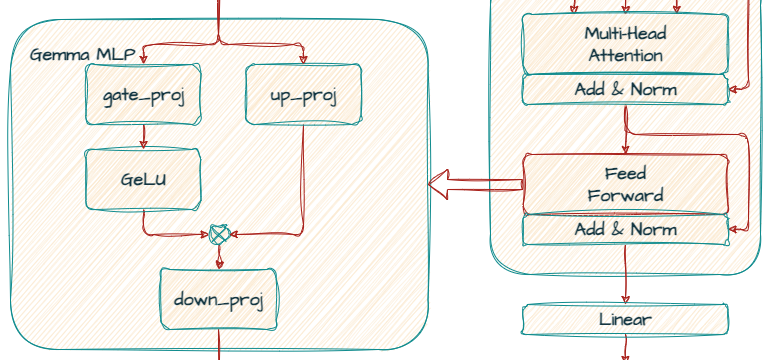 Gemma MLP
gate_proj
up_proj
GeLU
down_proj
Multi-Head
Attention
Add & Norm
Feed
Forward
Add & Norm
Linear